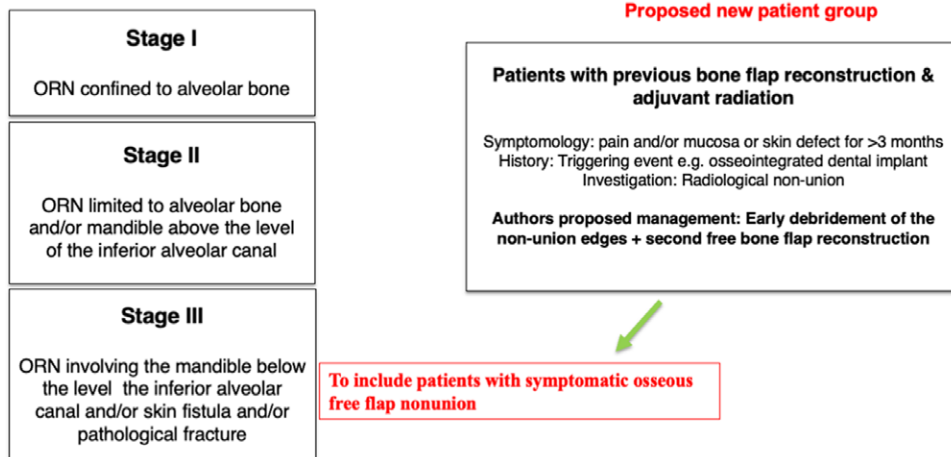 Stage I
ORN confined to alveolar bone
Stage II
ORN limited to alveolar bone
and/or mandible above the level
of the inferior alveolar canal
Stage III
ORN involving the mandible below
the level the inferior alveolar
canal and/or skin fistula and/or
pathological fracture
Proposed new patient group
Patients with previous bone flap reconstruction &
adjuvant radiation
Symptomology: pain and/or mucosa or skin defect for >3 months
History: Triggering event e.g. osseointegrated dental implant
Investigation: Radiological non-union
Authors proposed management: Early debridement of the
non-union edges + second free bone flap reconstruction
To include patients with symptomatic osseous
free flap nonunion